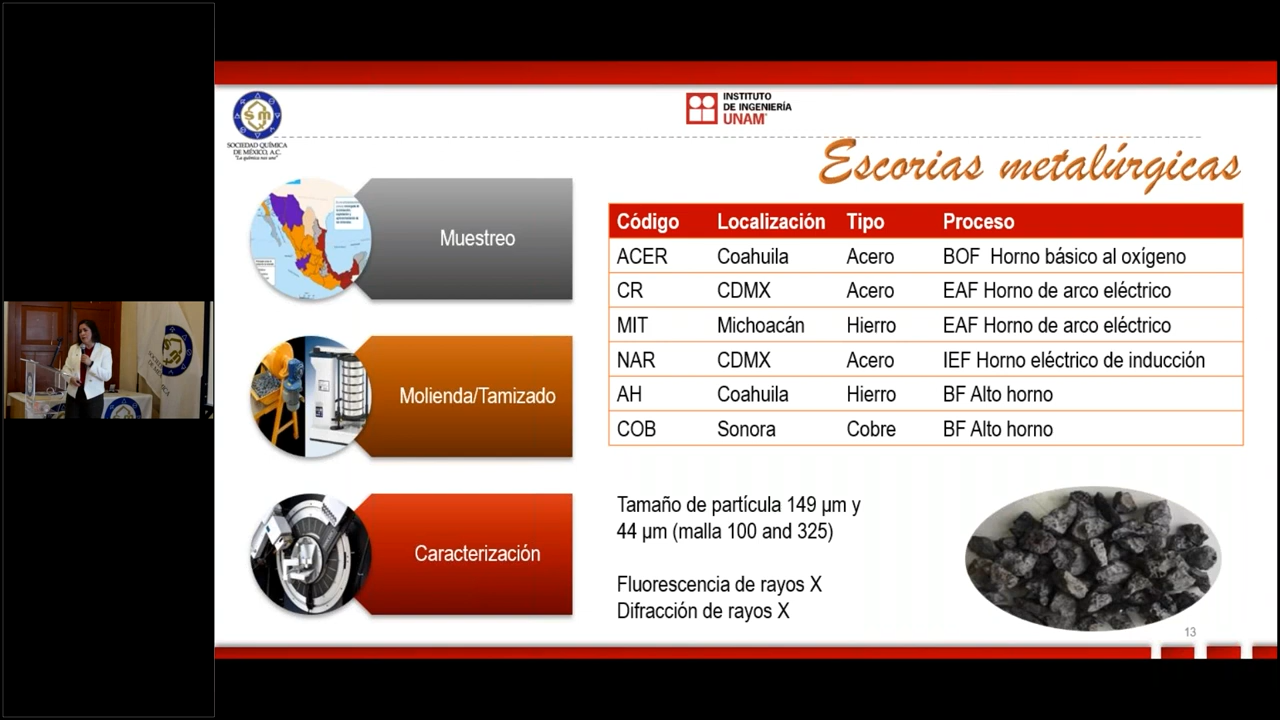 SOCIEDAD QUÍMICA
DE MÉXICO, A.C.
"La química nos une"
INSTITUTO
DE INGENIERÍA
UNAM
Escorias metalúrgicas
Muestreo
Molienda/Tamizado
Caracterización
Código Localización Tipo Proceso
ACER Coahuila Acero BOF Horno básico al oxígeno
CR CDMX Acero EAF Horno de arco eléctrico
MIT Michoacán Hierro EAF Horno de arco eléctrico
NAR CDMX Acero IEF Horno eléctrico de inducción
AH Coahuila Hierro BF Alto horno
COB Sonora Cobre BF Alto horno
Tamaño de partícula 149 µm y
44 µm (malla 100 and 325)
Fluorescencia de rayos X
Difracción de rayos X
13